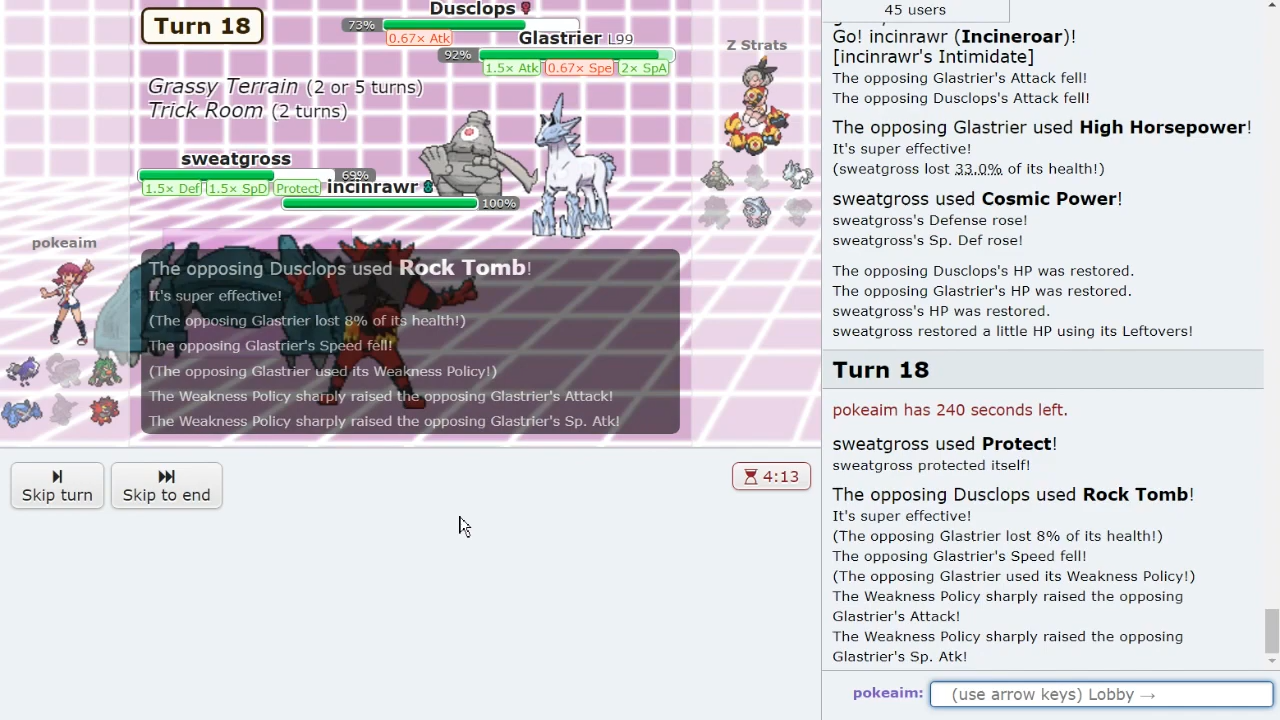 Turn 18
Dusclops
73%
0.67× Atk
Glastrier L99
92%
1.5× Atk 0.67× Spe 2× SpA
Grassy Terrain (2 or 5 turns)
Trick Room (2 turns)
Z Strats
sweatgross
69%
1.5× Def 1.5× SpD Protect
incinrawr
100%
pokeaim
The opposing Dusclops used Rock Tomb!
It's super effective!
(The opposing Glastrier lost 8% of its health!)
The opposing Glastrier's Speed fell!
(The opposing Glastrier used its Weakness Policy!)
The Weakness Policy sharply raised the opposing Glastrier's Attack!
The Weakness Policy sharply raised the opposing Glastrier's Sp. Atk!
Skip turn
Skip to end
4:13
45 users
Go! incinrawr (Incineroar)!
[incinrawr's Intimidate]
The opposing Glastrier's Attack fell!
The opposing Dusclops's Attack fell!
The opposing Glastrier used High Horsepower!
It's super effective!
(sweatgross lost 32.0% of its health!)
sweatgross used Cosmic Power!
sweatgross's Defense rose!
sweatgross's Sp. Def rose!
The opposing Dusclops's HP was restored.
The opposing Glastrier's HP was restored.
sweatgross's HP was restored.
sweatgross restored a little HP using its Leftovers!
Turn 18
pokeaim has 240 seconds left.
sweatgross used Protect!
sweatgross protected itself!
The opposing Dusclops used Rock Tomb!
It's super effective!
(The opposing Glastrier lost 8% of its health!)
The opposing Glastrier's Speed fell!
(The opposing Glastrier used its Weakness Policy!)
The Weakness Policy sharply raised the opposing
Glastrier's Attack!
The Weakness Policy sharply raised the opposing
Glastrier's Sp. Atk!
pokeaim: (use arrow keys) Lobby →